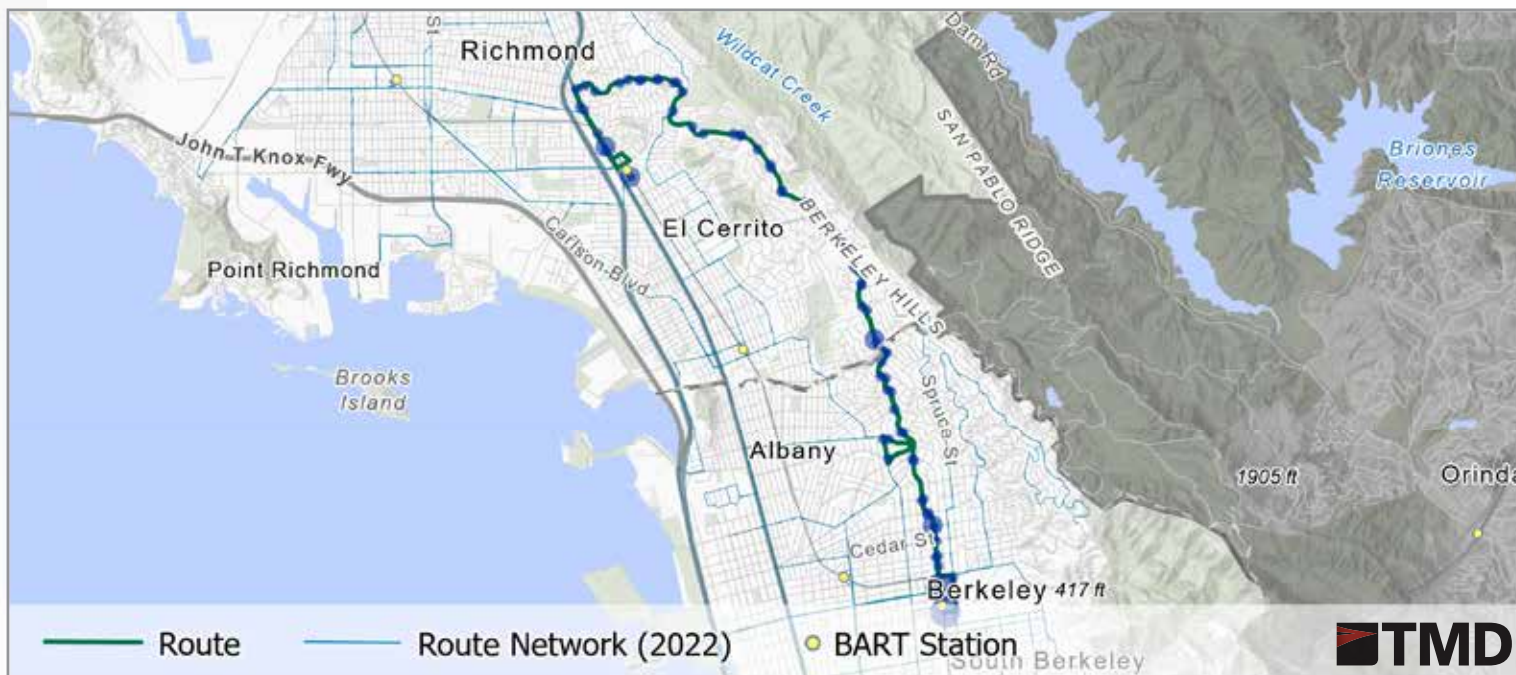 St
Richmond
Wildcat Creek
Dam Rd
SAN PABLO RIDGE
Briones
Reservoir
John T Knox Fwy
El Cerrito
BERKELEY HILLS
Carlson Blvd
Point Richmond
Brooks
Island
Spruce St
Albany
1905 ft
Orinda
Cedar St
Berkeley 417 ft
Route
Route Network (2022)
BART Station
South Berkeley
TMD